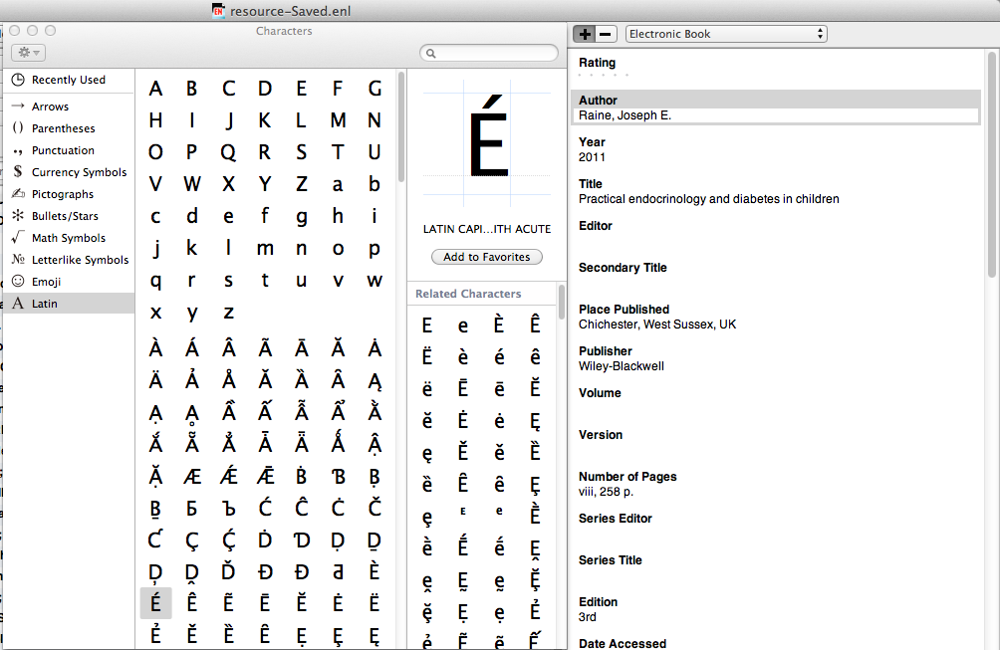 resource-Saved.enl
Characters
Recently Used
Arrows
Parentheses
Punctuation
Currency Symbols
Pictographs
Bullets/Stars
Math Symbols
Letterlike Symbols
Emoji
Latin
A B C D E F G
H I J K L M N
O P Q R S T U
V W X Y Z a b
c d e f g h i
j k l m n o p
q r s t u v w
x y z
À Á Â Ã Ā Ă Ȧ
Ä Ả Å Ǎ Ȁ Ȃ Ą
Ạ Ḁ Ầ Ấ Ẫ Ẩ Ằ
Ắ Ẵ Ẳ Ǡ Ǟ Ǻ Ậ
Ặ Æ Ǽ Ǣ Ḃ Ɓ Ḅ
Ḇ Ƃ Ć Ĉ Ċ Č
Ƈ Ç Ḉ Ḋ Ɗ Ḍ Ḏ
Ḑ Ḓ Ď Đ Ɖ Ƌ È
É Ê Ẽ Ē Ĕ Ė Ë
Ẻ Ě Ȅ Ȇ Ẹ Ȩ Ę
É
LATIN CAPI...ITH ACUTE
Add to Favorites
Related Characters
E e È Ê
Ë è é ê
ë Ē ē Ĕ
ĕ Ė ė Ę
ę Ě ě Ȅ
ȅ Ȇ ȇ Ȩ
ȩ ᴱ ᵉ Ḕ
ḕ Ḗ ḗ Ḙ
ḙ Ḛ ḛ Ḝ
ḝ Ẹ ẹ Ẻ
ẻ Ẽ ẽ
Electronic Book
Rating
Author
Raine, Joseph E.
Year
2011
Title
Practical endocrinology and diabetes in children
Editor
Secondary Title
Place Published
Chichester, West Sussex, UK
Publisher
Wiley-Blackwell
Volume
Version
Number of Pages
viii, 258 p.
Series Editor
Series Title
Edition
3rd
Date Accessed